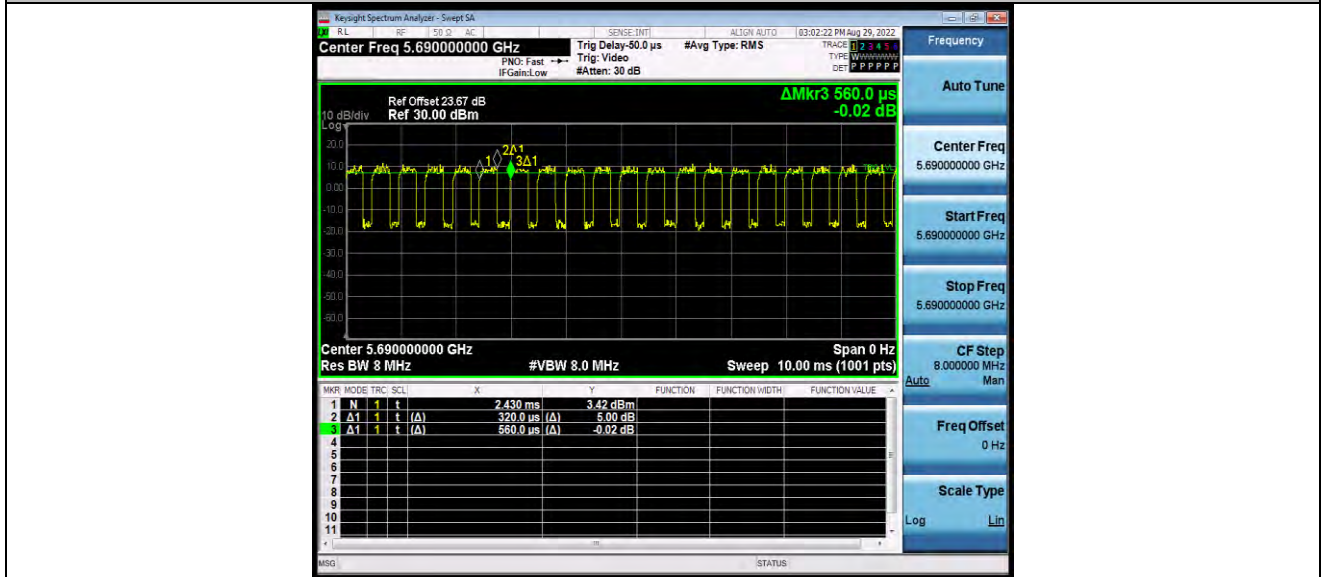 Keysight Spectrum Analyzer - Swept SA
RL RF 50 Ω AC SENSE:INT ALIGN AUTO 03:02:22 PM Aug 29, 2022
Center Freq 5.690000000 GHz
Trig Delay-50.0 µs #Avg Type: RMS
TRACE 1 2 3 4 5 6
PNO: Fast Trig: Video
TYPE WWWWWW
IFGain:Low #Atten: 30 dB
DET P P P P P P
ΔMkr3 560.0 µs
-0.02 dB
Ref Offset 23.67 dB
10 dB/div Ref 30.00 dBm
Log
20.0
10.0
0.00
-10.0
-20.0
-30.0
-40.0
-50.0
-60.0
1
2Δ1
3Δ1
Center 5.690000000 GHz Span 0 Hz
Res BW 8 MHz #VBW 8.0 MHz Sweep 10.00 ms (1001 pts)
MKR MODE TRC SCL X Y FUNCTION FUNCTION WIDTH FUNCTION VALUE
1 N 1 t 2.430 ms 3.42 dBm
2 Δ1 1 t (Δ) 320.0 µs (Δ) 5.00 dB
3 Δ1 1 t (Δ) 560.0 µs (Δ) -0.02 dB
4
5
6
7
8
9
10
11
MSG STATUS
Frequency
Auto Tune
Center Freq
5.690000000 GHz
Start Freq
5.690000000 GHz
Stop Freq
5.690000000 GHz
CF Step
8.000000 MHz
Auto Man
Freq Offset
0 Hz
Scale Type
Log Lin